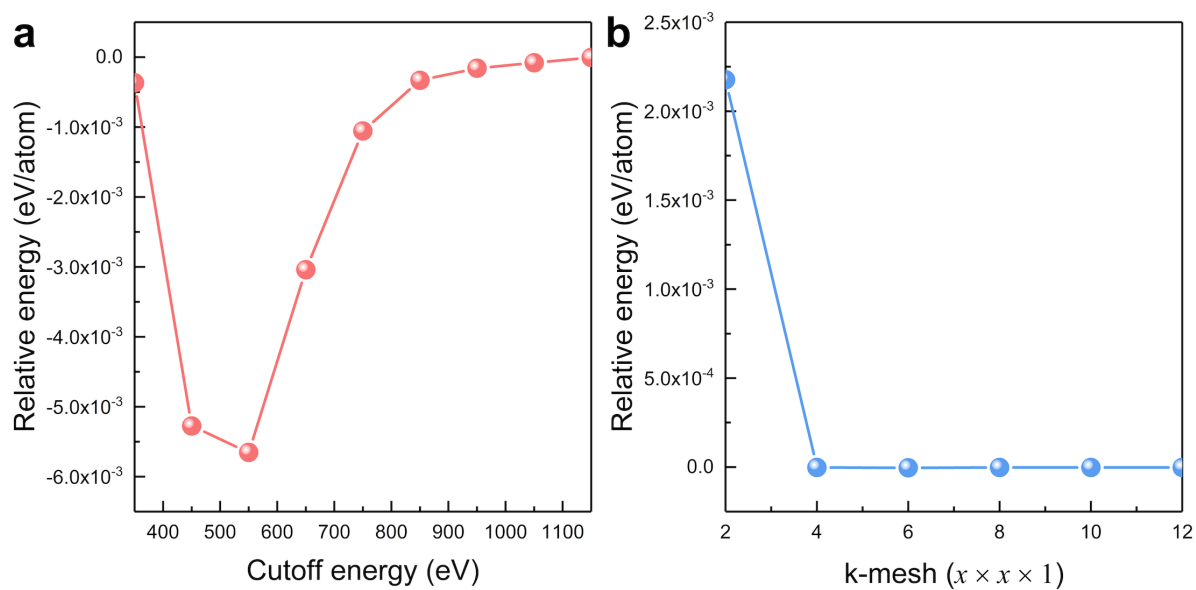 a
0.0
-1.0x10⁻³
-2.0x10⁻³
-3.0x10⁻³
-4.0x10⁻³
-5.0x10⁻³
-6.0x10⁻³
Relative energy (eV/atom)
400 500 600 700 800 900 1000 1100
Cutoff energy (eV)
b
2.5x10⁻³
2.0x10⁻³
1.5x10⁻³
1.0x10⁻³
5.0x10⁻⁴
0.0
Relative energy (eV/atom)
2 4 6 8 10 12
k-mesh (x × x × 1)